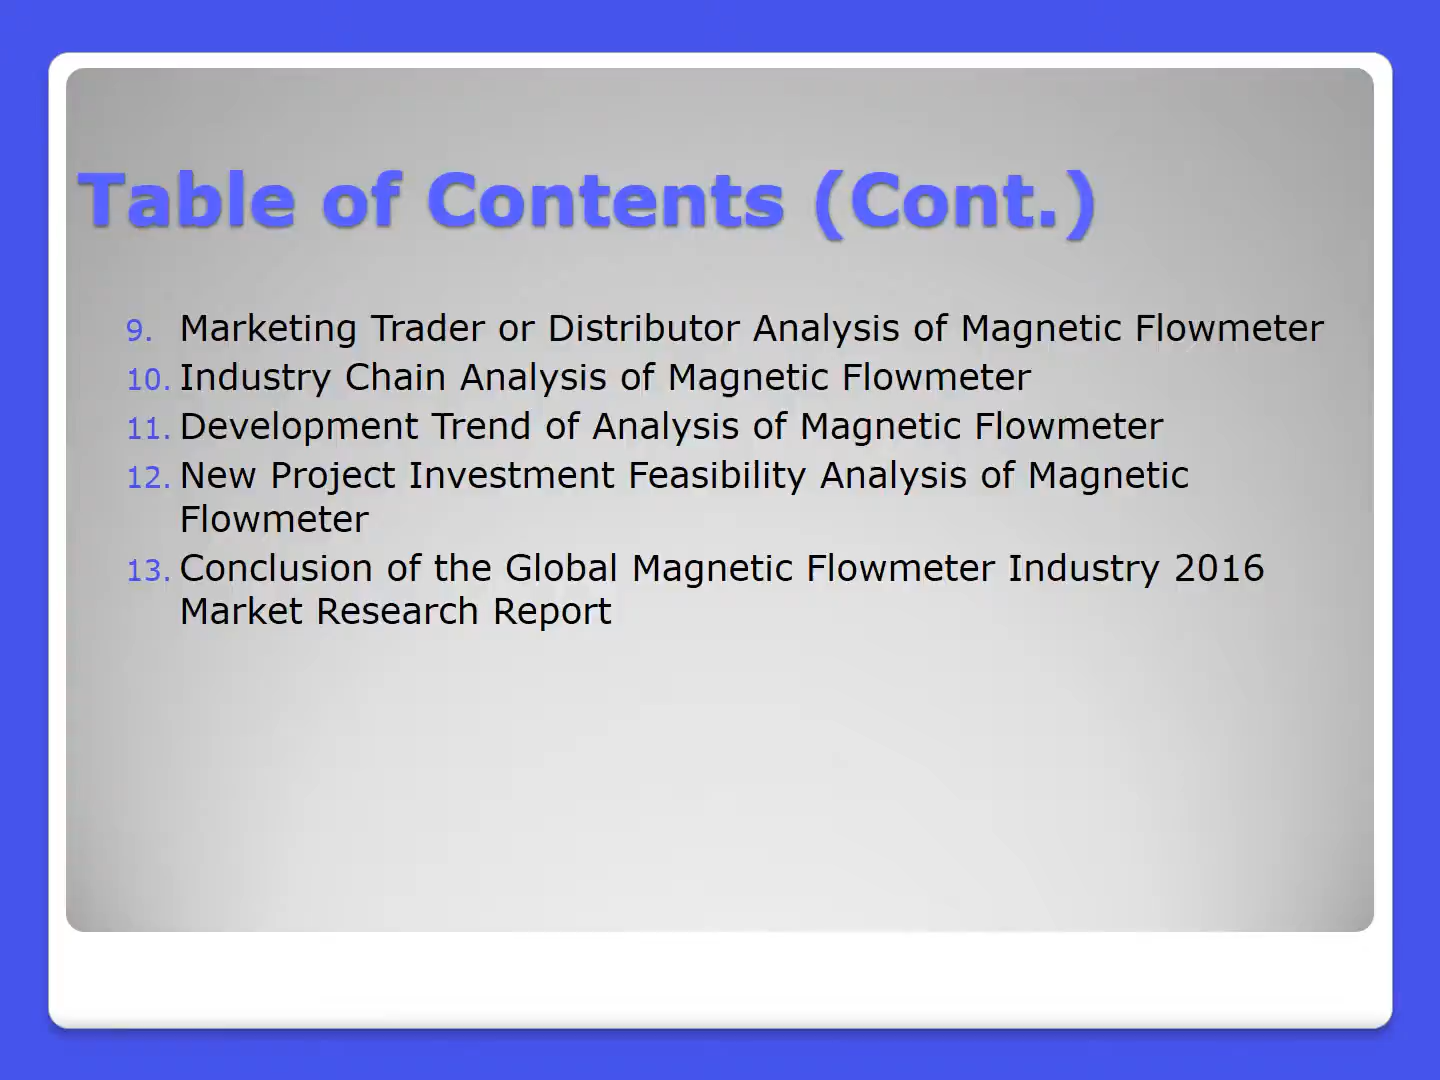 Table of Contents (Cont.)
9. Marketing Trader or Distributor Analysis of Magnetic Flowmeter
10. Industry Chain Analysis of Magnetic Flowmeter
11. Development Trend of Analysis of Magnetic Flowmeter
12. New Project Investment Feasibility Analysis of Magnetic
Flowmeter
13. Conclusion of the Global Magnetic Flowmeter Industry 2016
Market Research Report